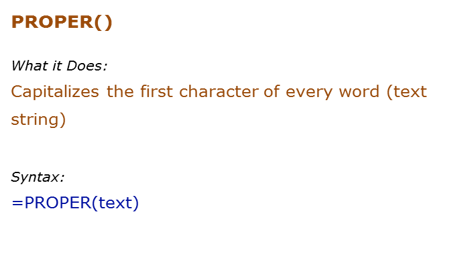 PROPER()
What it Does:
Capitalizes the first character of every word (text
string)
Syntax:
=PROPER(text)